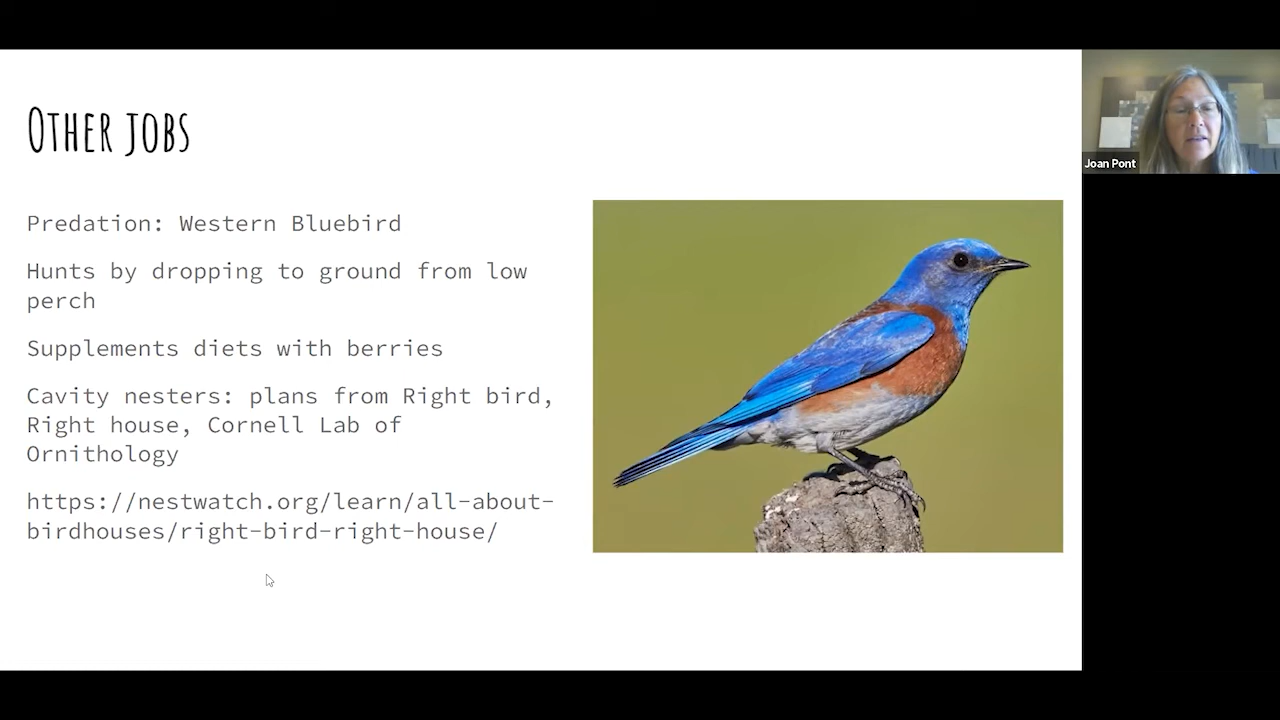 OTHER JOBS
Predation: Western Bluebird
Hunts by dropping to ground from low
perch
Supplements diets with berries
Cavity nesters: plans from Right bird,
Right house, Cornell Lab of
Ornithology
https://nestwatch.org/learn/all-about-
birdhouses/right-bird-right-house/
Joan Pont